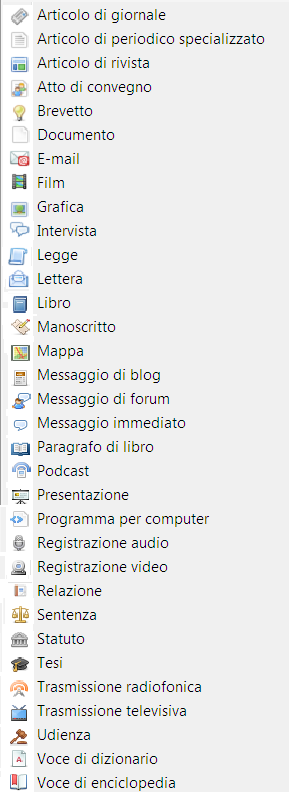 Articolo di giornale
Articolo di periodico specializzato
Articolo di rivista
Atto di convegno
Brevetto
Documento
E-mail
Film
Grafica
Intervista
Legge
Lettera
Libro
Manoscritto
Mappa
Messaggio di blog
Messaggio di forum
Messaggio immediato
Paragrafo di libro
Podcast
Presentazione
Programma per computer
Registrazione audio
Registrazione video
Relazione
Sentenza
Statuto
Tesi
Trasmissione radiofonica
Trasmissione televisiva
Udienza
Voce di dizionario
Voce di enciclopedia